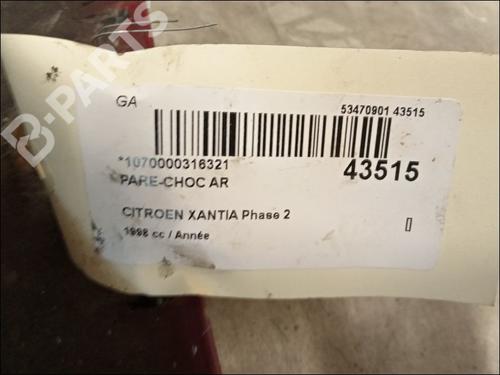 B-PARTS
GA
53470901 43515
*1070000316321
43515
PARE-CHOC AR
CITROEN XANTIA Phase 2
1998 cc / Année